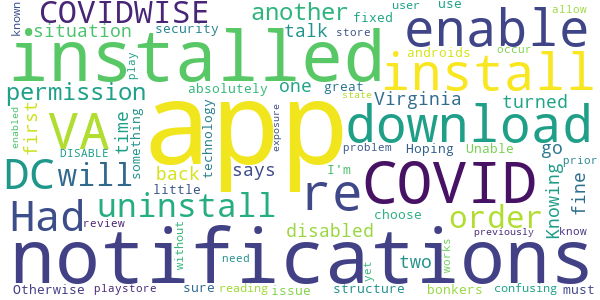 known COVIDWISE another fixed user use allow
situation security talk store occur enable
installed androids install
play permission absolutely one great Virginia turned
enabled first VA DISABLE time something technology app exposure state download
DC will back says problem Hoping Unable go prior
I'm little re COVID Knowing fine
Had uninstall choose order
review without disabled two previously know
notifications need yet works
Otherwise playstore sure reading issue structure bonkers confusing must